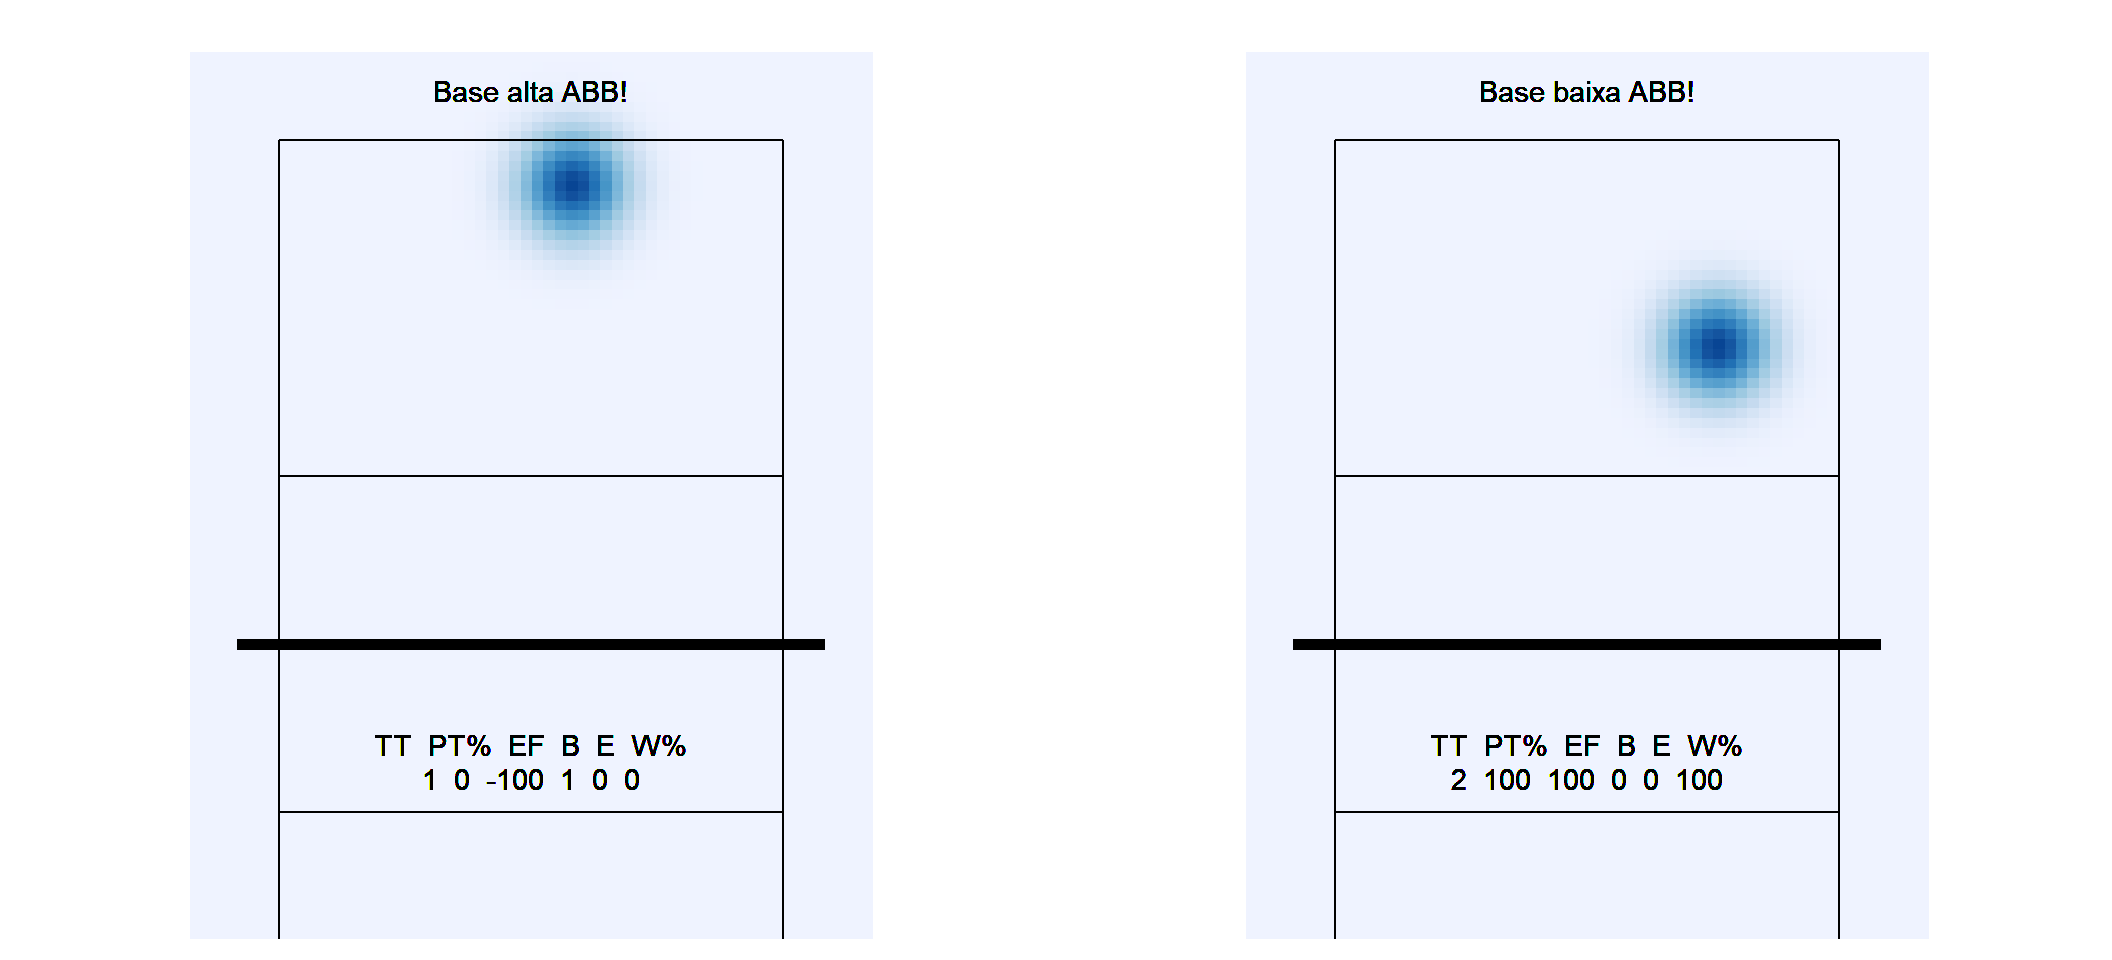 Base alta ABB!
TT PT% EF B E W%
1 0 -100 1 0 0
Base baixa ABB!
TT PT% EF B E W%
2 100 100 0 0 100